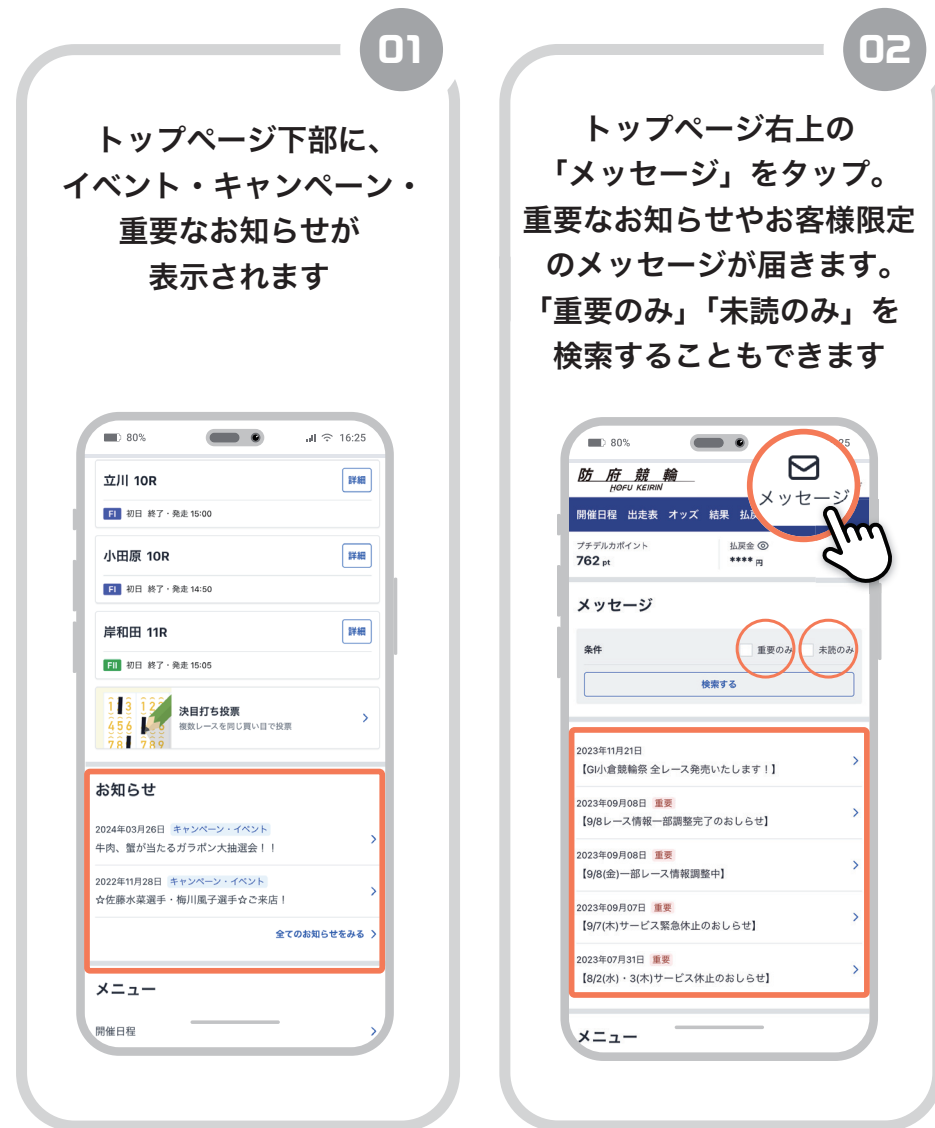 01
トップページ下部に、
イベント・キャンペーン・
重要なお知らせが
表示されます
80%
16:25
立川 10R
詳細
FI 初日 終了・発走 15:00
小田原 10R
詳細
FI 初日 終了・発走 14:50
岸和田 11R
詳細
FII 初日 終了・発走 15:05
決目打ち投票
複数レースを同じ買い目で投票
お知らせ
2024年03月26日 キャンペーン・イベント
牛肉、蟹が当たるガラポン大抽選会！！
2022年11月28日 キャンペーン・イベント
☆佐藤水菜選手・梅川風子選手☆ご来店！
全てのお知らせをみる
メニュー
開催日程
02
トップページ右上の
「メッセージ」をタップ。
重要なお知らせやお客様限定
のメッセージが届きます。
「重要のみ」「未読のみ」を
検索することもできます
80%
防府競輪
HOFU KEIRIN
メッセージ
開催日程 出走表 オッズ 結果 払戻
プチデルカポイント
762 pt
払戻金
**** 円
メッセージ
条件
重要のみ
未読のみ
検索する
2023年11月21日
【GI小倉競輪祭 全レース発売いたします！】
2023年09月08日 重要
【9/8レース情報一部調整完了のおしらせ】
2023年09月08日 重要
【9/8(金)一部レース情報調整中】
2023年09月07日 重要
【9/7(木)サービス緊急休止のおしらせ】
2023年07月31日 重要
【8/2(水)・3(木)サービス休止のおしらせ】
メニュー